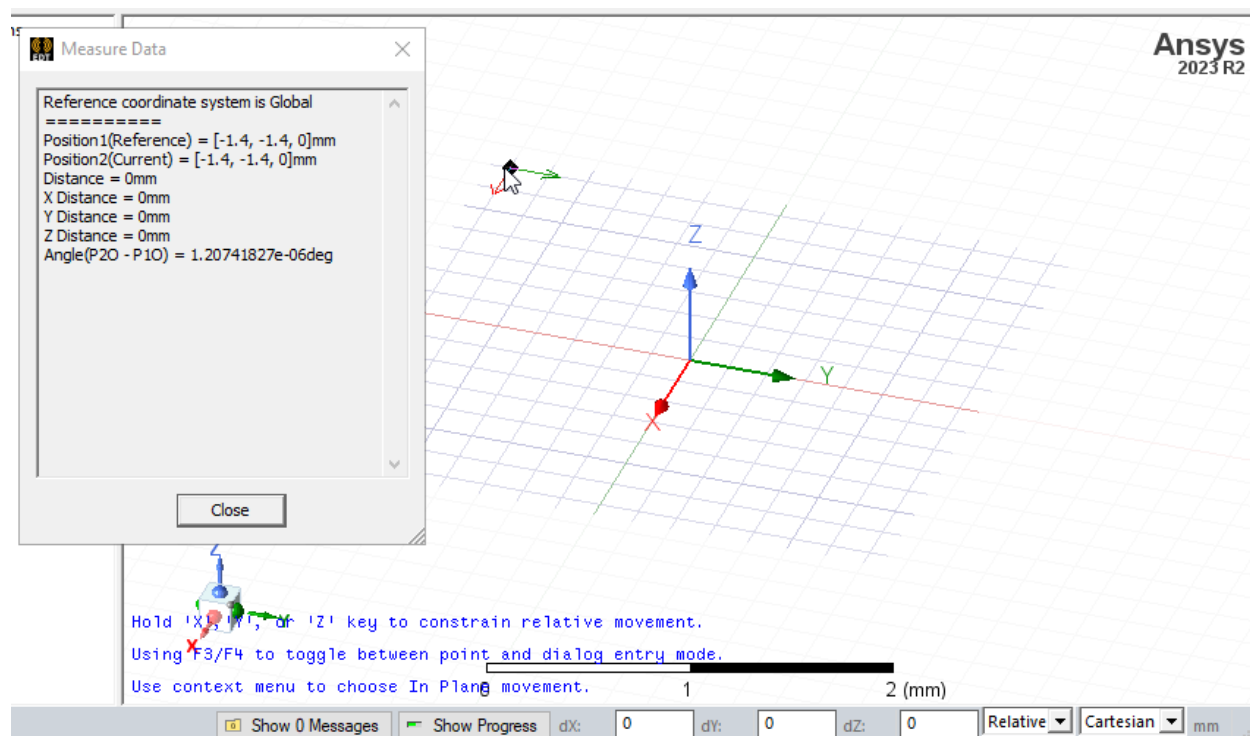 ns
EDT
Measure Data
Reference coordinate system is Global
==========
Position1(Reference) = [-1.4, -1.4, 0]mm
Position2(Current) = [-1.4, -1.4, 0]mm
Distance = 0mm
X Distance = 0mm
Y Distance = 0mm
Z Distance = 0mm
Angle(P2O - P1O) = 1.20741827e-06deg
Close
Ansys
2023 R2
Z
Y
X
Z
Y
X
Hold 'X', 'Y', or 'Z' key to constrain relative movement.
Using F3/F4 to toggle between point and dialog entry mode.
Use context menu to choose In Plane movement.
0 1 2 (mm)
Show 0 Messages Show Progress dX: 0 dY: 0 dZ: 0 Relative Cartesian mm